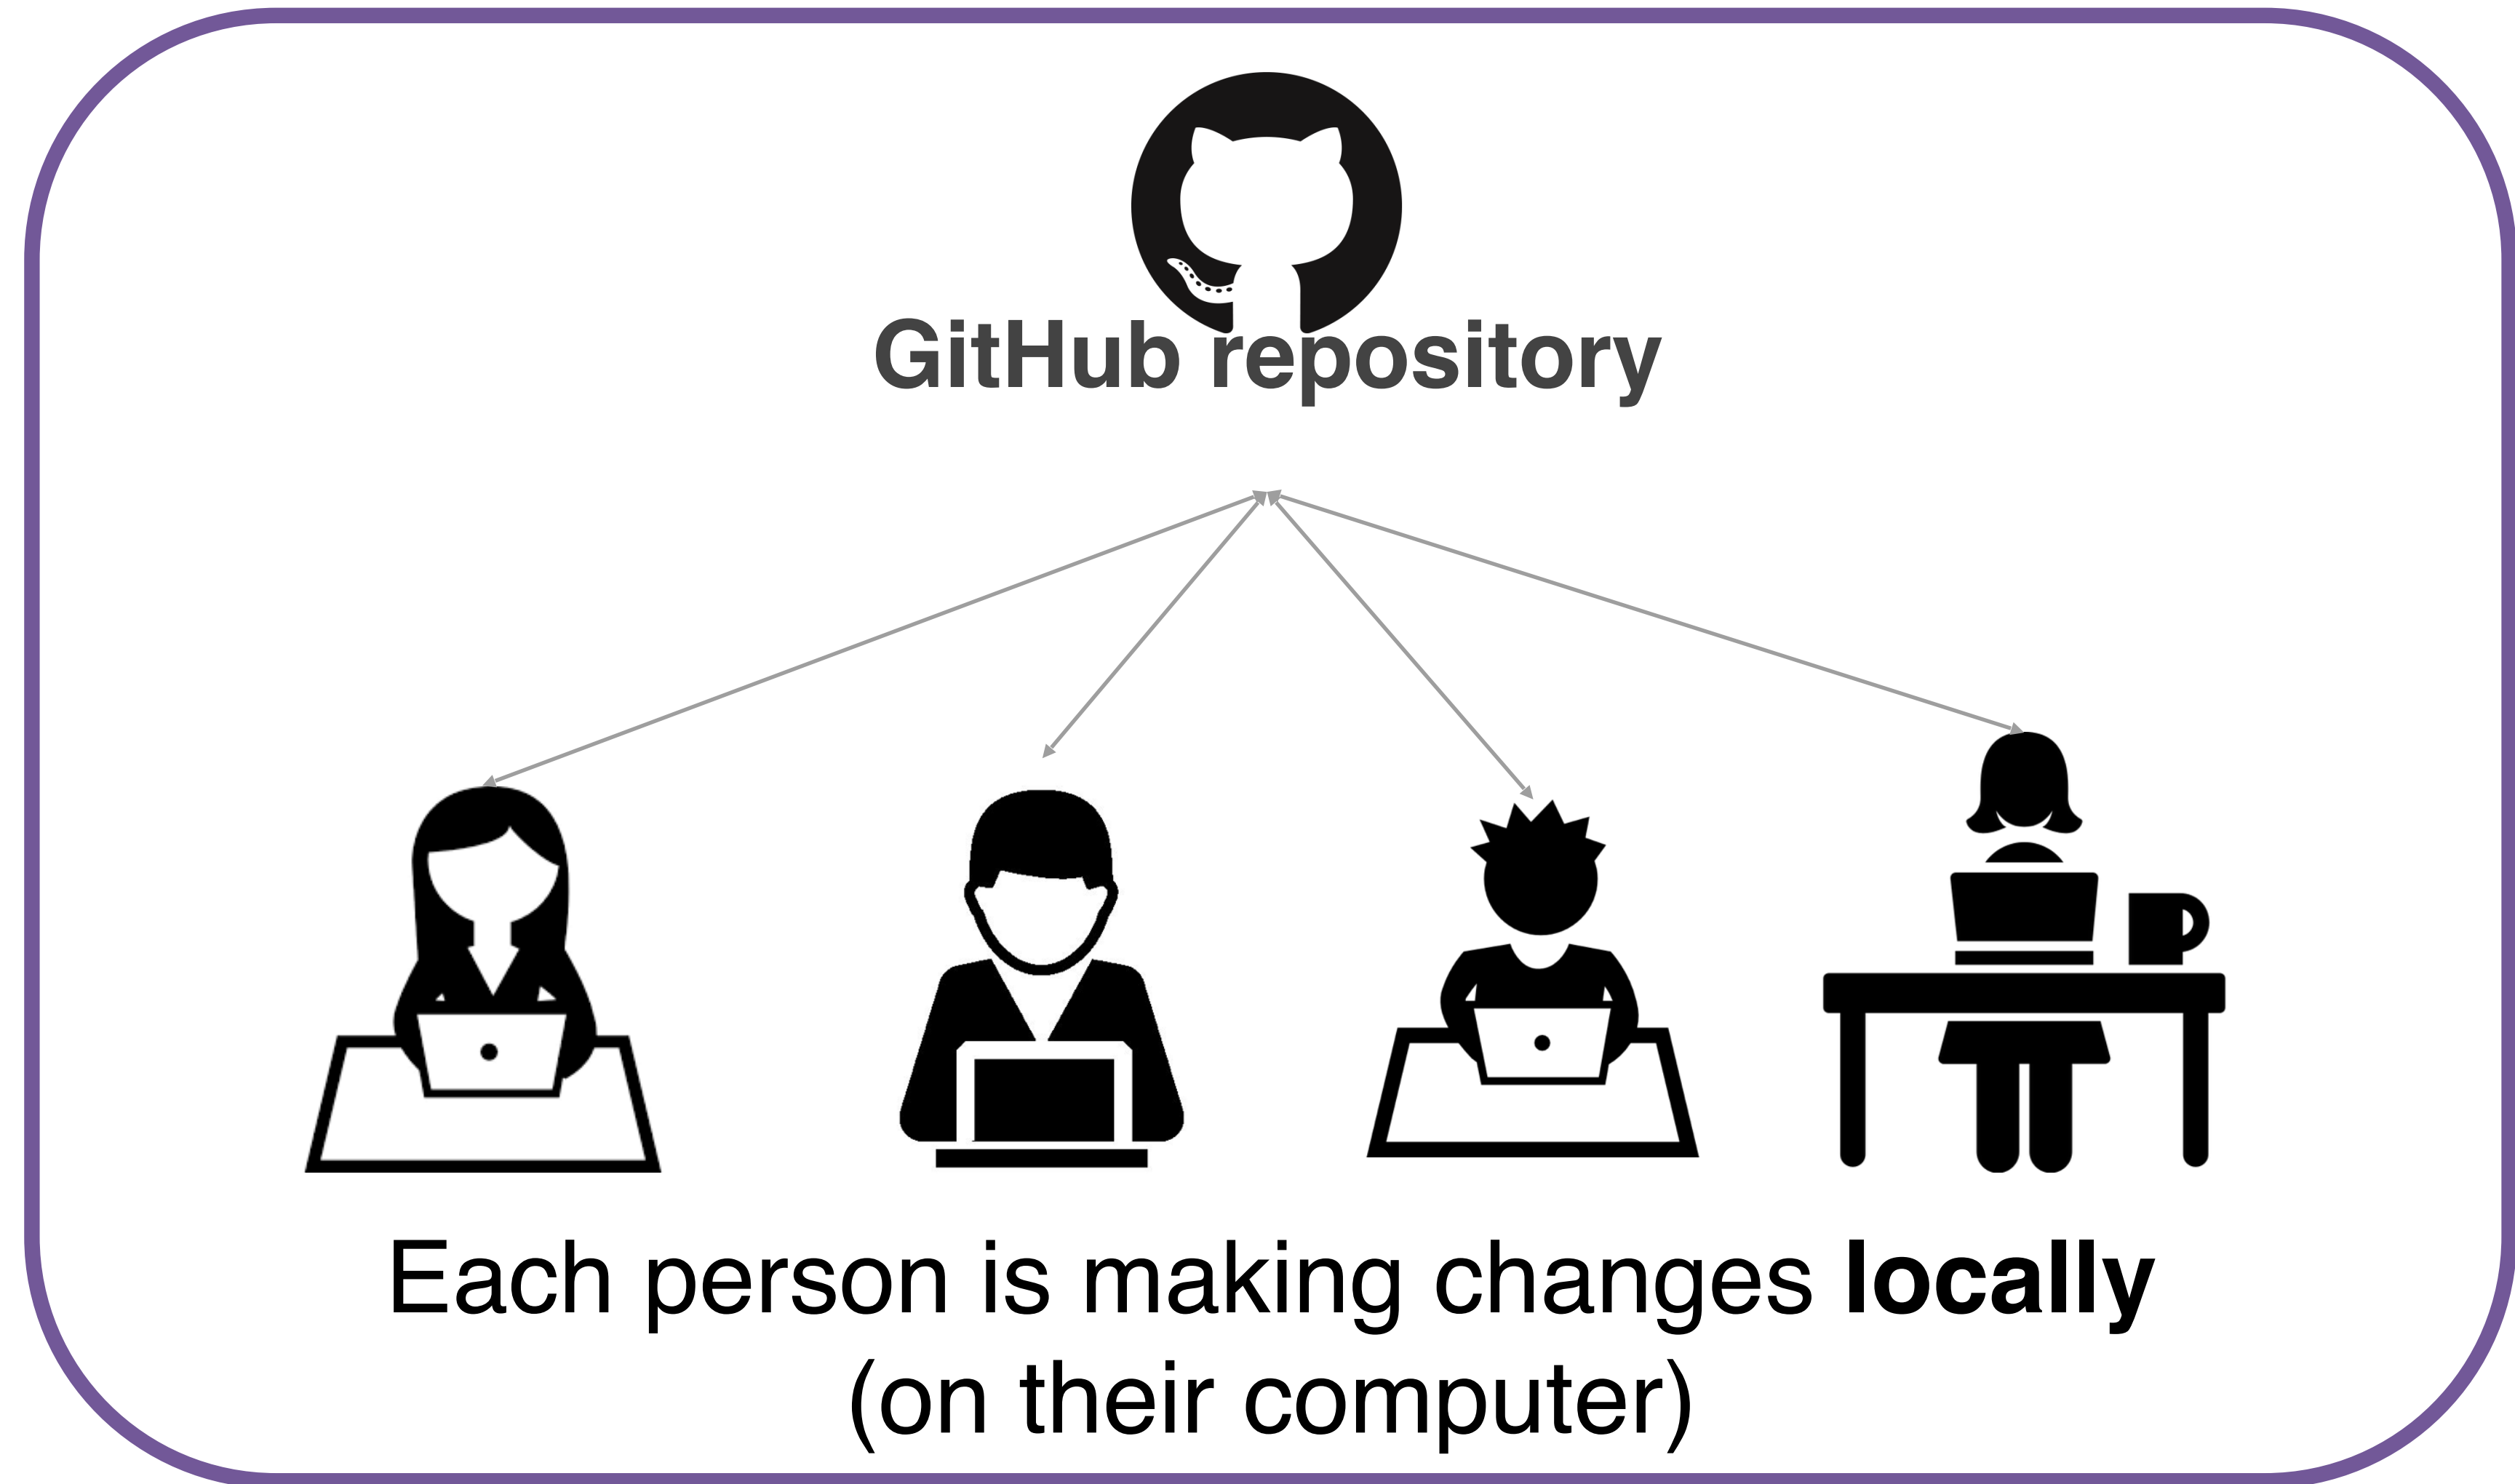 GitHub repository
Each person is making changes locally
(on their computer)